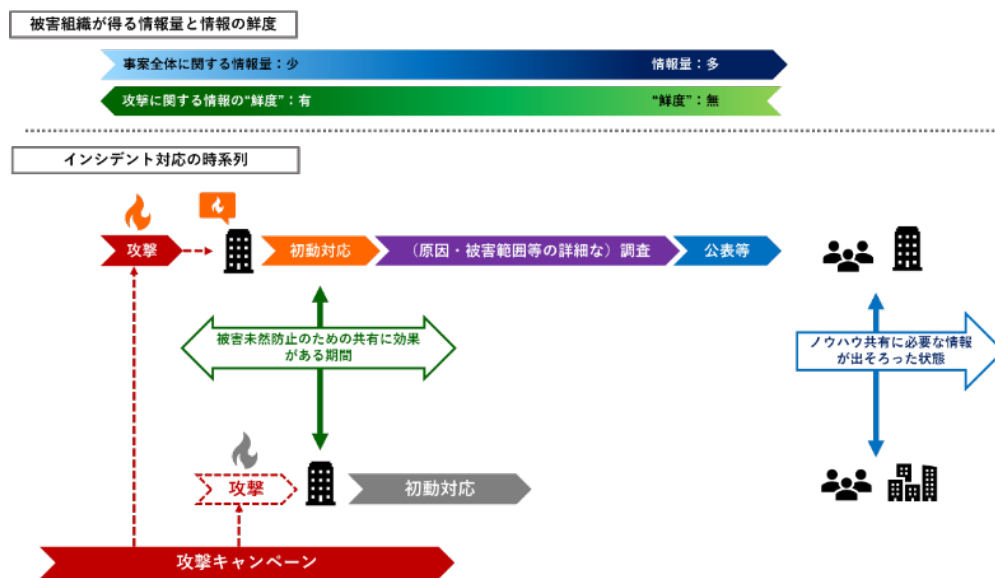 被害組織が得る情報量と情報の鮮度
事案全体に関する情報量：少
情報量：多
攻撃に関する情報の“鮮度”：有
“鮮度”：無
インシデント対応の時系列
攻撃
初動対応
（原因・被害範囲等の詳細な）調査
公表等
被害未然防止のための共有に効果
がある期間
ノウハウ共有に必要な情報
が出そろった状態
攻撃
初動対応
攻撃キャンペーン